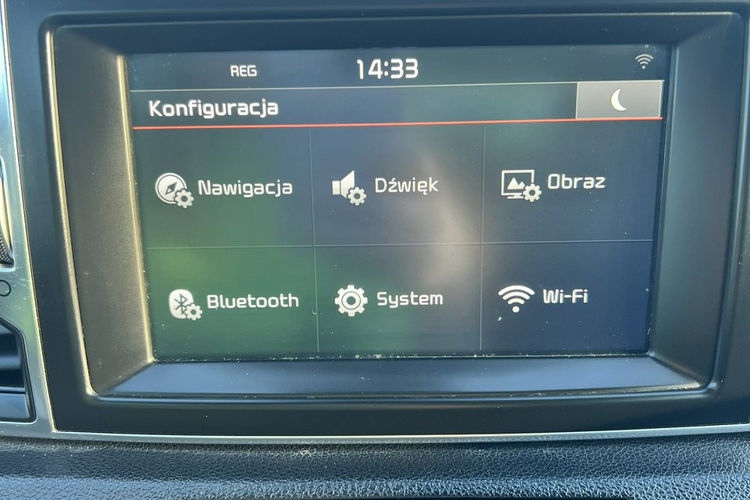 REG 14:33
Konfiguracja
Nawigacja Dźwięk Obraz
Bluetooth System Wi-Fi